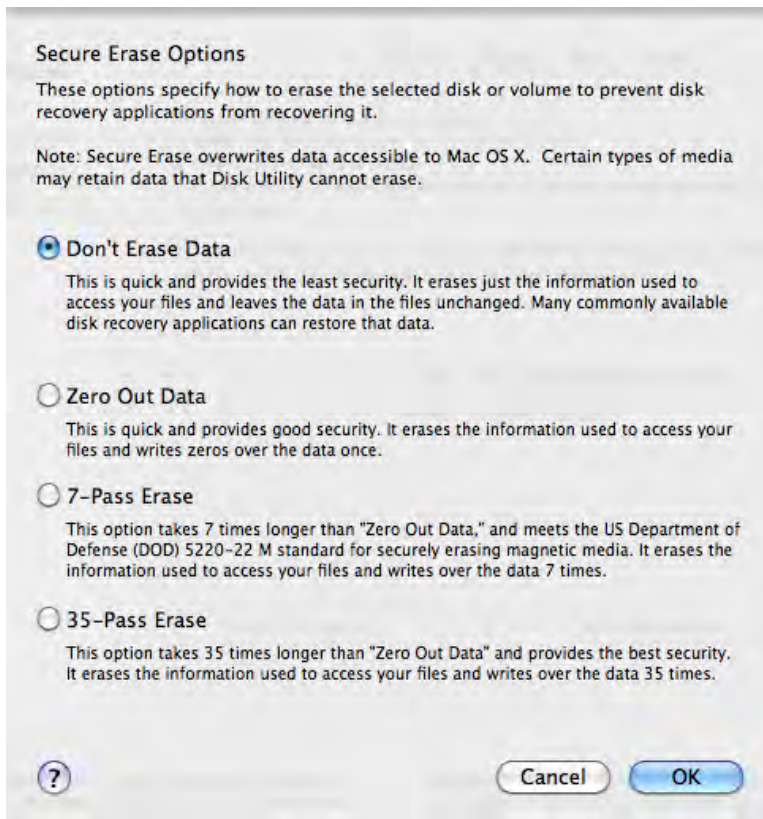 Secure Erase Options
These options specify how to erase the selected disk or volume to prevent disk
recovery applications from recovering it.
Note: Secure Erase overwrites data accessible to Mac OS X.  Certain types of media
may retain data that Disk Utility cannot erase.
Don't Erase Data
This is quick and provides the least security. It erases just the information used to
access your files and leaves the data in the files unchanged. Many commonly available
disk recovery applications can restore that data.
Zero Out Data
This is quick and provides good security. It erases the information used to access your
files and writes zeros over the data once.
7-Pass Erase
This option takes 7 times longer than "Zero Out Data," and meets the US Department of
Defense (DOD) 5220-22 M standard for securely erasing magnetic media. It erases the
information used to access your files and writes over the data 7 times.
35-Pass Erase
This option takes 35 times longer than "Zero Out Data" and provides the best security.
It erases the information used to access your files and writes over the data 35 times.
? Cancel OK